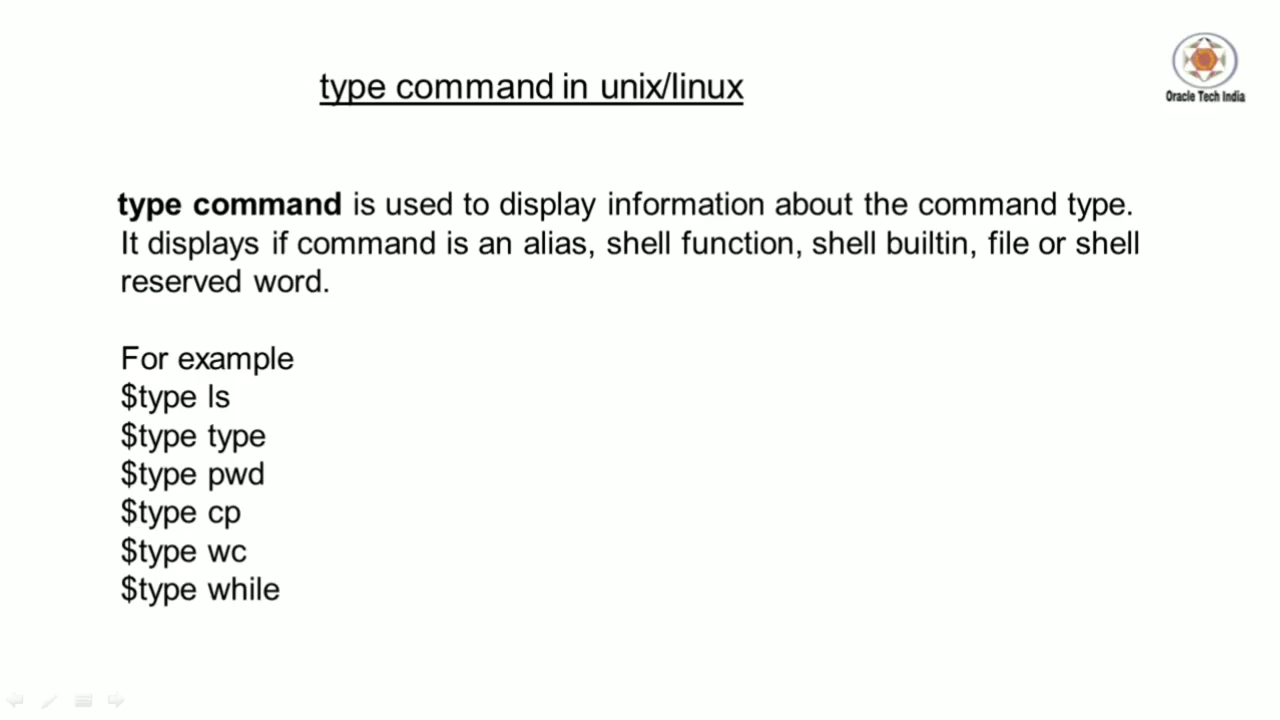 type command in unix/linux
Oracle Tech India
type command is used to display information about the command type.
It displays if command is an alias, shell function, shell builtin, file or shell
reserved word.
For example
$type ls
$type type
$type pwd
$type cp
$type wc
$type while